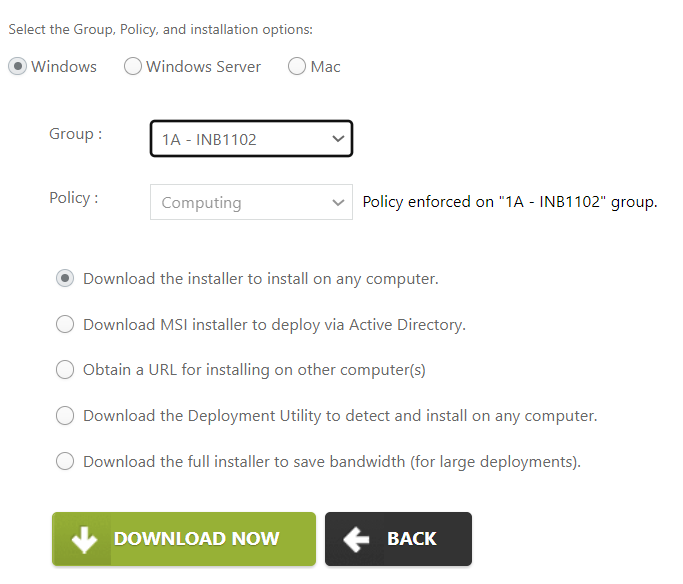 Select the Group, Policy, and installation options:
Windows Windows Server Mac
Group : 1A - INB1102
Policy : Computing Policy enforced on "1A - INB1102" group.
Download the installer to install on any computer.
Download MSI installer to deploy via Active Directory.
Obtain a URL for installing on other computer(s)
Download the Deployment Utility to detect and install on any computer.
Download the full installer to save bandwidth (for large deployments).
DOWNLOAD NOW BACK